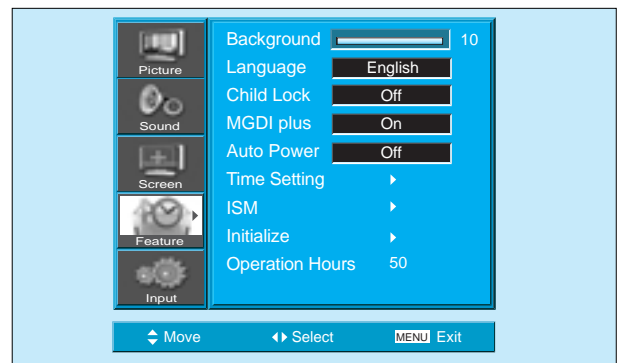 Picture
Sound
Screen
Feature
Input
Background 10
Language English
Child Lock Off
MGDI plus On
Auto Power Off
Time Setting
ISM
Initialize
Operation Hours 50
Move Select MENU Exit